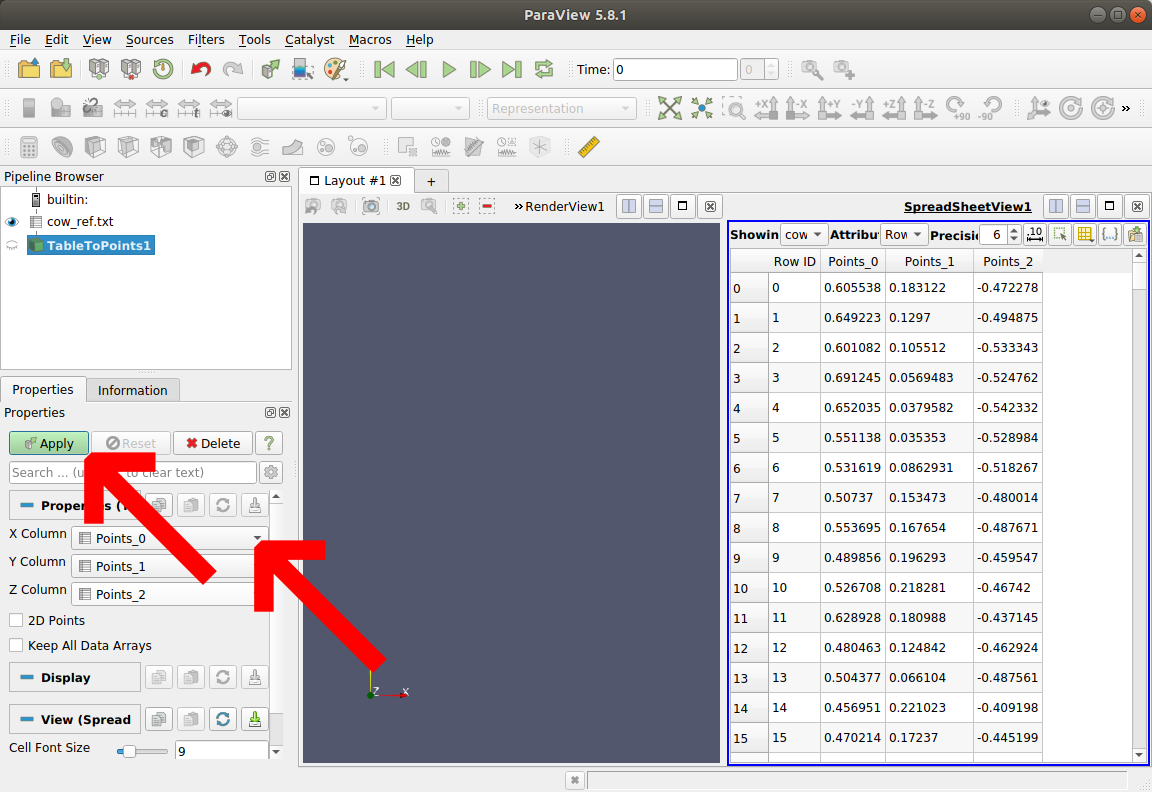 ParaView 5.8.1
File Edit View Sources Filters Tools Catalyst Macros Help
Time: 0 0
Representation +X -X +Y -Y +Z -Z +90 -90 »
Pipeline Browser
builtin:
cow_ref.txt
TableToPoints1
Properties Information
Properties
Apply Reset Delete ?
Search ... to clear text)
Properties
X Column Points_0
Y Column Points_1
Z Column Points_2
2D Points
Keep All Data Arrays
Display
View (Spread
Cell Font Size 9
Layout #1 +
3D » RenderView1
Z X
SpreadSheetView1
Showin cow Attribut Row Precisi 6 .10 {...}
Row ID Points_0 Points_1 Points_2
0 0 0.605538 0.183122 -0.472278
1 1 0.649223 0.1297 -0.494875
2 2 0.601082 0.105512 -0.533343
3 3 0.691245 0.0569483 -0.524762
4 4 0.652035 0.0379582 -0.542332
5 5 0.551138 0.035353 -0.528984
6 6 0.531619 0.0862931 -0.518267
7 7 0.50737 0.153473 -0.480014
8 8 0.553695 0.167654 -0.487671
9 9 0.489856 0.196293 -0.459547
10 10 0.526708 0.218281 -0.46742
11 11 0.628928 0.180988 -0.437145
12 12 0.480463 0.124842 -0.462924
13 13 0.504377 0.066104 -0.487561
14 14 0.456951 0.221023 -0.409198
15 15 0.470214 0.17237 -0.445199